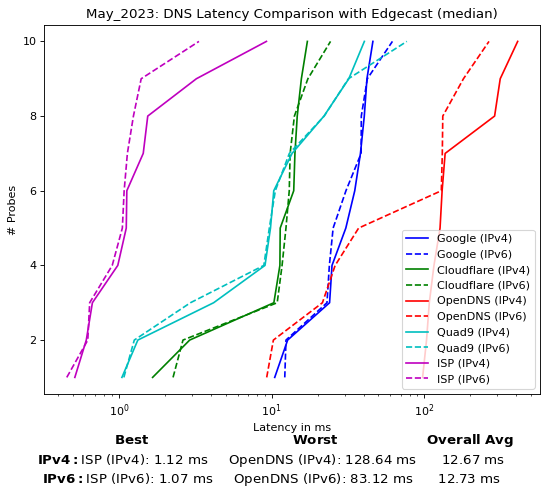 May_2023: DNS Latency Comparison with Edgecast (median)
10
8
6
4
2
# Probes
10^0
10^1
10^2
Latency in ms
Google (IPv4)
Google (IPv6)
Cloudflare (IPv4)
Cloudflare (IPv6)
OpenDNS (IPv4)
OpenDNS (IPv6)
Quad9 (IPv4)
Quad9 (IPv6)
ISP (IPv4)
ISP (IPv6)
Best Worst Overall Avg
IPv4: ISP (IPv4): 1.12 ms OpenDNS (IPv4): 128.64 ms 12.67 ms
IPv6: ISP (IPv6): 1.07 ms OpenDNS (IPv6): 83.12 ms 12.73 ms